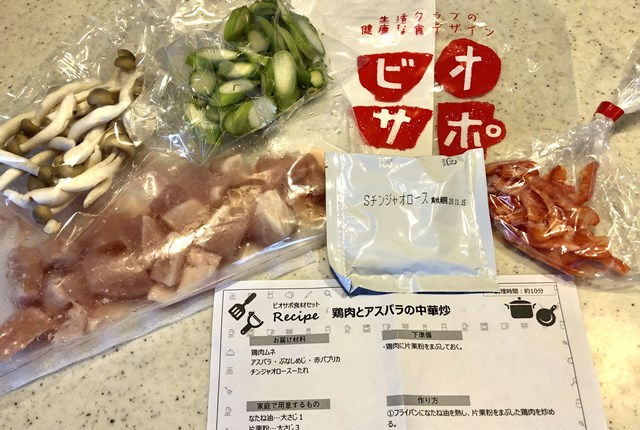 生活クラブの
健康な食デザイン
ビオ
サポ
Sチンジャオロース 賞味期限20.11.15
ビオサポ食材セット
Recipe 鶏肉とアスパラの中華炒
調理時間：約10分
お届け材料
鶏肉ムネ
アスパラ・ぶなしめじ・赤パプリカ
チンジャオロースーたれ
下準備
・鶏肉に片栗粉をまぶしておく。
家庭で用意するもの
なたね油…大さじ１
片栗粉…大さじ３
作り方
①フライパンになたね油を熱し、片栗粉をまぶした鶏肉を炒め
る。